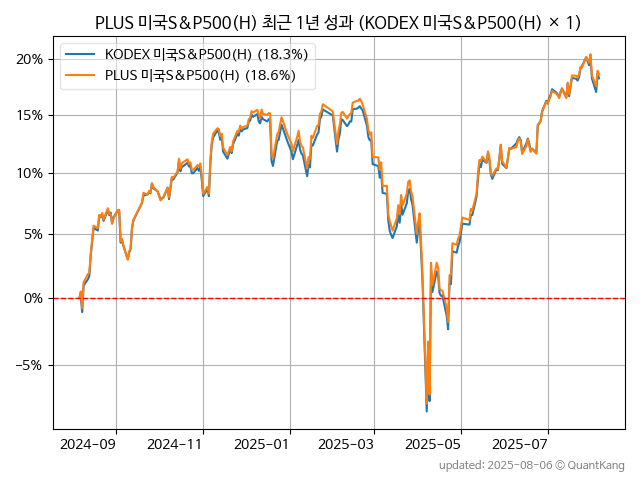 PLUS 미국S&P500(H) 최근 1년 성과 (KODEX 미국S&P500(H) × 1)
KODEX 미국S&P500(H) (18.3%)
PLUS 미국S&P500(H) (18.6%)
20%
15%
10%
5%
0%
−5%
2024-09 2024-11 2025-01 2025-03 2025-05 2025-07
updated: 2025-08-06 © QuantKang